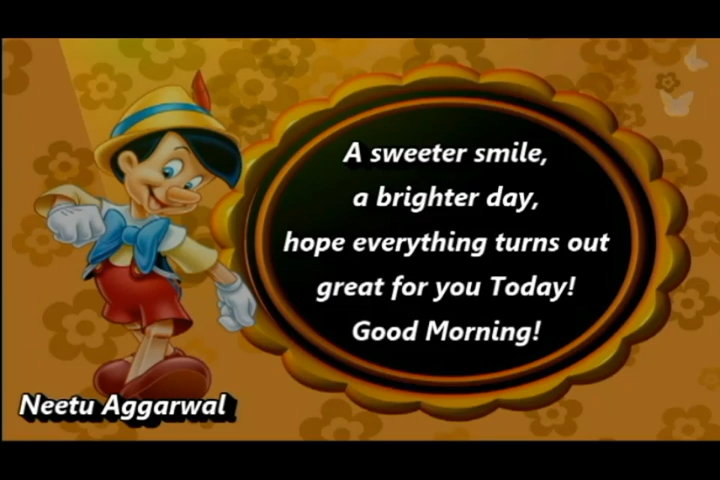 A sweeter smile,
a brighter day,
hope everything turns out
great for you Today!
Good Morning!
Neetu Aggarwal